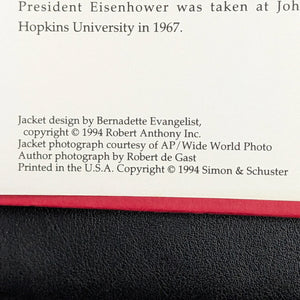 President Eisenhower was taken at
Hopkins University in 1967.
Jacket design by Bernadette Evangelist,
copyright © 1994 Robert Anthony Inc.
Jacket photograph courtesy of AP/Wide World Photo
Author photograph by Robert de Gast
Printed in the U.S.A. Copyright © 1994 Simon & Schuster